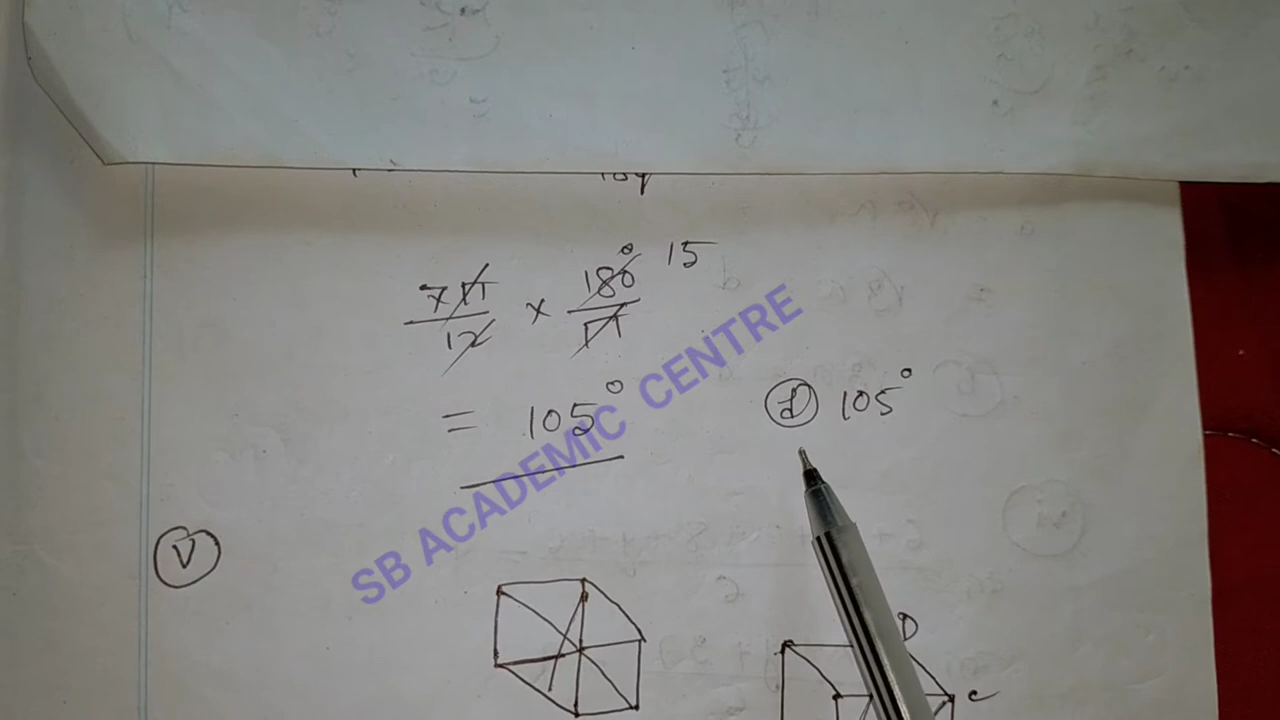 7π/12 × 180°/π 15
= 105°
(d) 105°
SB ACADEMIC CENTRE
(V)
D
C